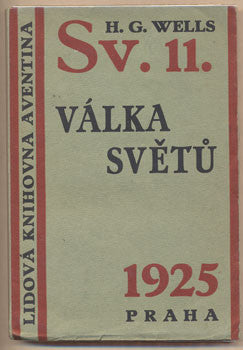 LIDOVÁ KNIHOVNA AVENTINA
H. G. WELLS
Sv. 11.
VÁLKA
SVĚTŮ
1925
PRAHA